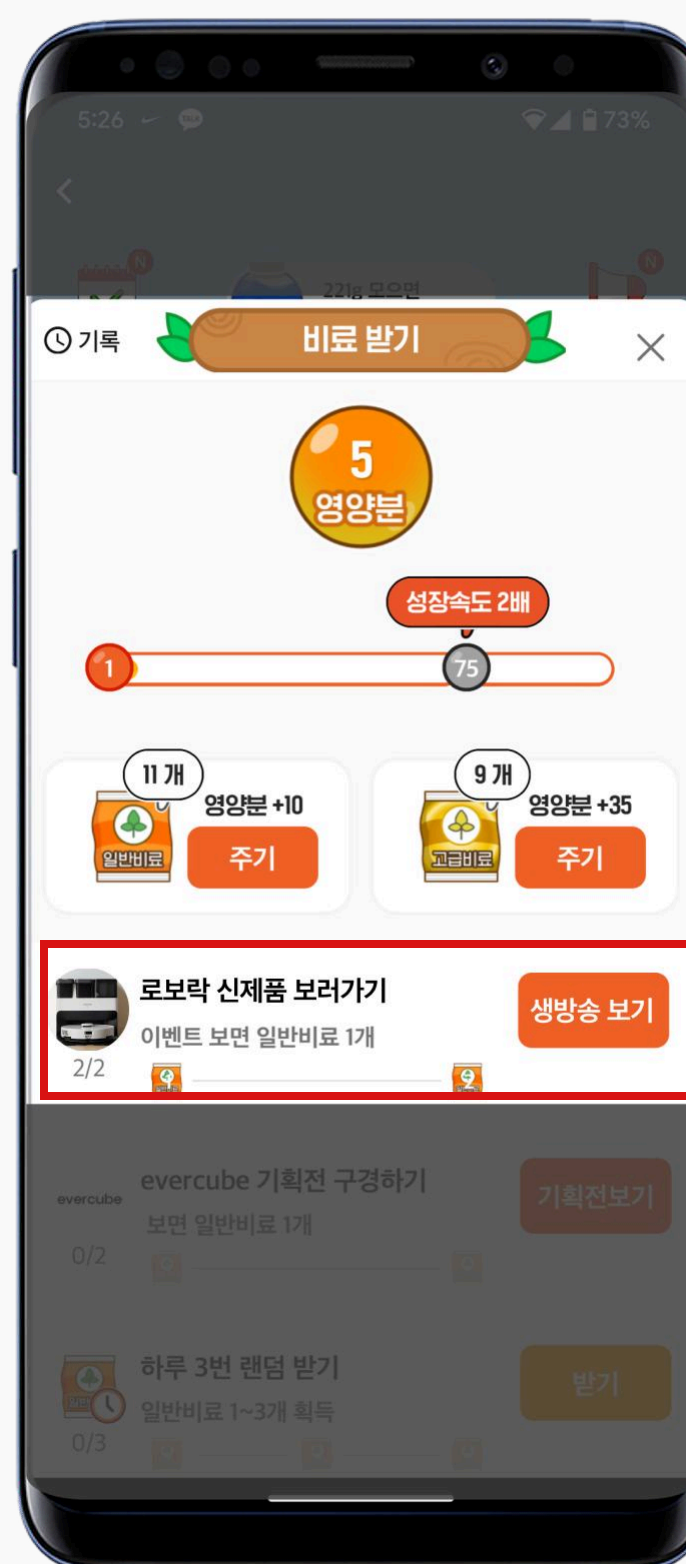 5:26
73%
N
N
221g 모으면
기록
비료 받기
5
영양분
성장속도 2배
1
75
11 개
영양분 +10
일반비료
주기
9 개
영양분 +35
고급비료
주기
로보락 신제품 보러가기
이벤트 보면 일반비료 1개
생방송 보기
2/2
1
2
evercube
evercube 기획전 구경하기
보면 일반비료 1개
기획전보기
0/2
하루 3번 랜덤 받기
일반비료 1~3개 획득
받기
0/3